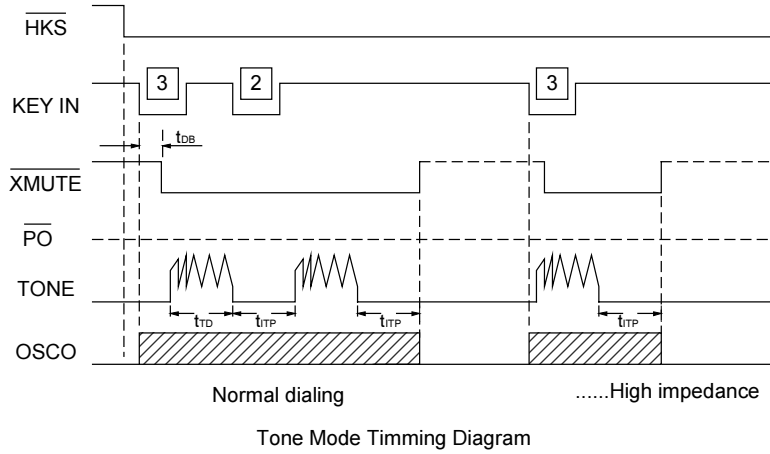 HKS
KEY IN 3 2 3
tDB
XMUTE
PO
TONE
tTD tITP tITP tITP
OSCO
Normal dialing ......High impedance
Tone Mode Timming Diagram